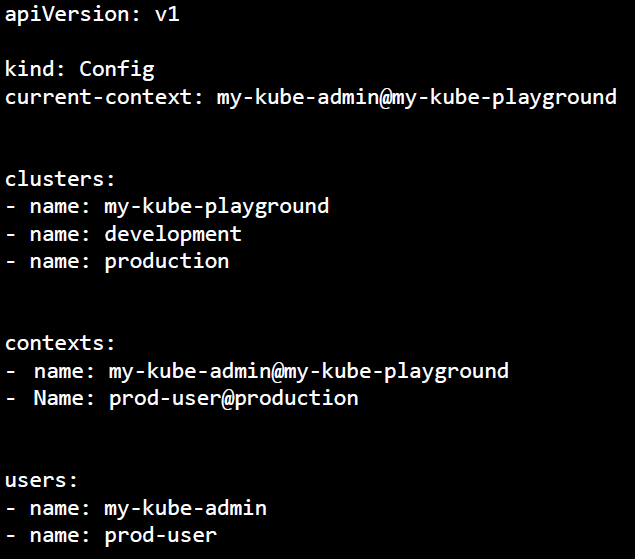 apiVersion: v1
kind: Config
current-context: my-kube-admin@my-kube-playground
clusters:
- name: my-kube-playground
- name: development
- name: production
contexts:
- name: my-kube-admin@my-kube-playground
- Name: prod-user@production
users:
- name: my-kube-admin
- name: prod-user